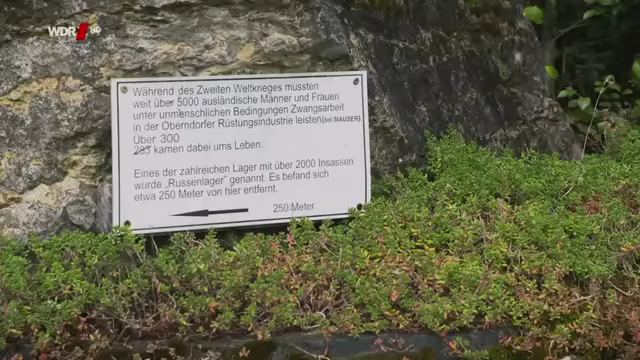 WDR HD
Während des Zweiten Weltkrieges mussten
weit über 5000 ausländische Männer und Frauen
unter unmenschlichen Bedingungen Zwangsarbeit
in der Oberndorfer Rüstungsindustrie leisten (bei MAUSER).
Über 300
283 kamen dabei ums Leben.
Eines der zahlreichen Lager mit über 2000 Insassen
wurde „Russenlager" genannt. Es befand sich
etwa 250 Meter von hier entfernt.
250 Meter